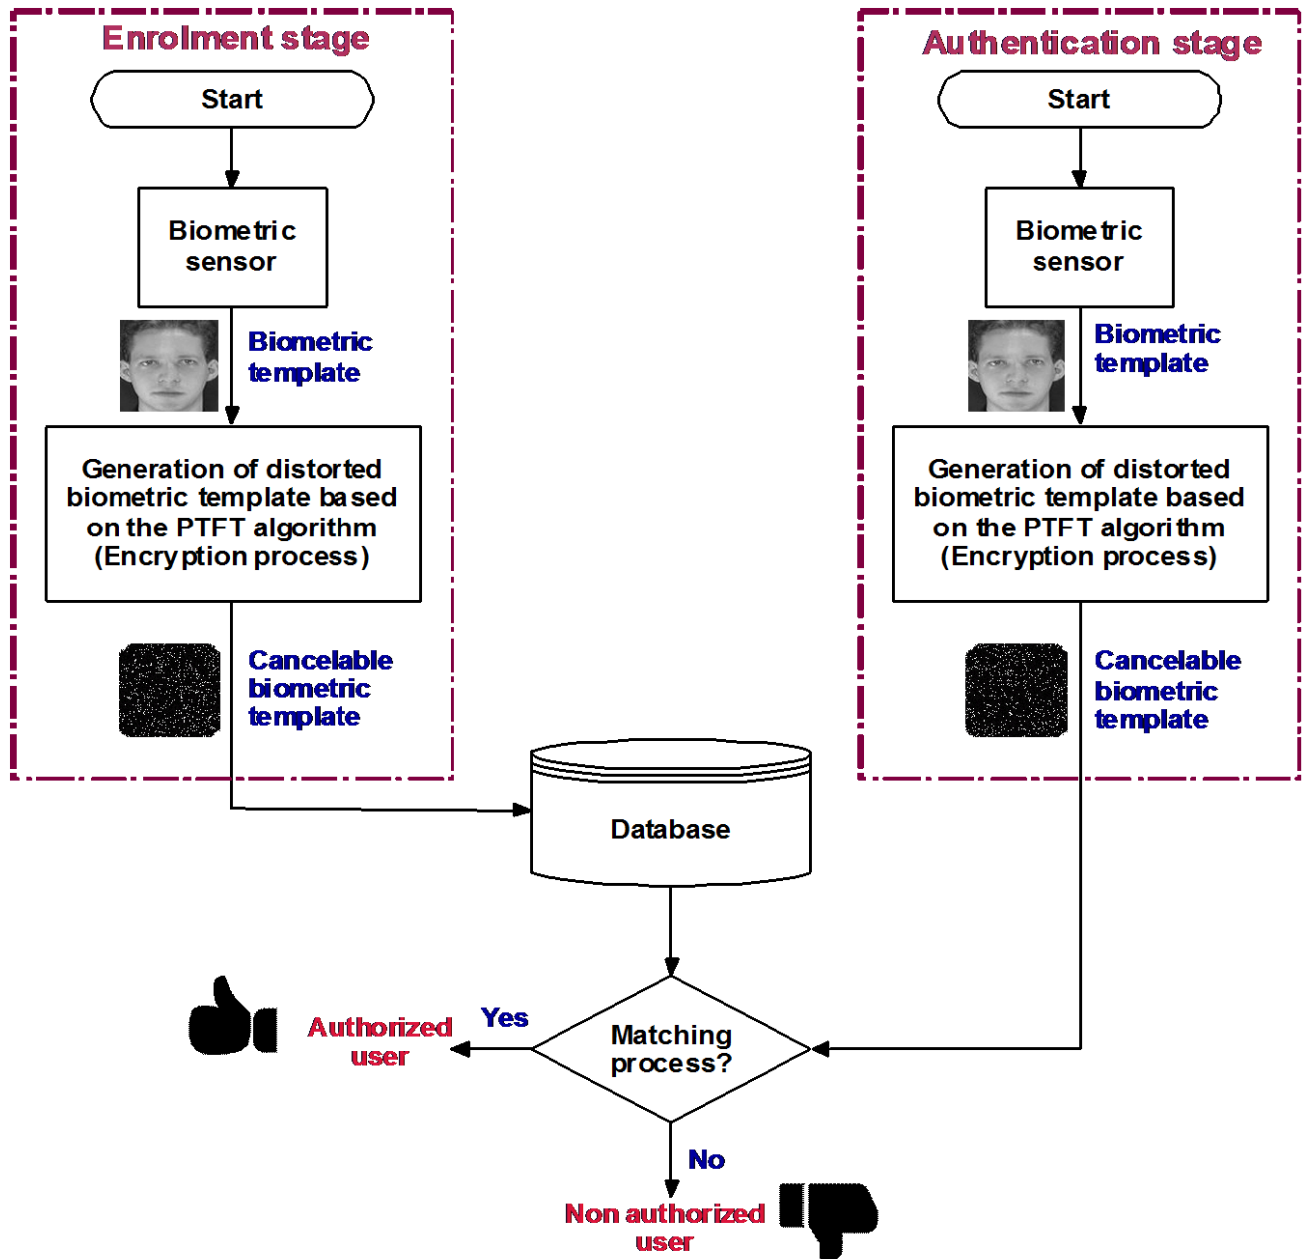 Enrolment stage
Start
Biometric
sensor
Biometric
template
Generation of distorted
biometric template based
on the PTFT algorithm
(Encryption process)
Cancelable
biometric
template
Authentication stage
Start
Biometric
sensor
Biometric
template
Generation of distorted
biometric template based
on the PTFT algorithm
(Encryption process)
Cancelable
biometric
template
Database
Matching
process?
Yes
Authorized
user
No
Non authorized
user